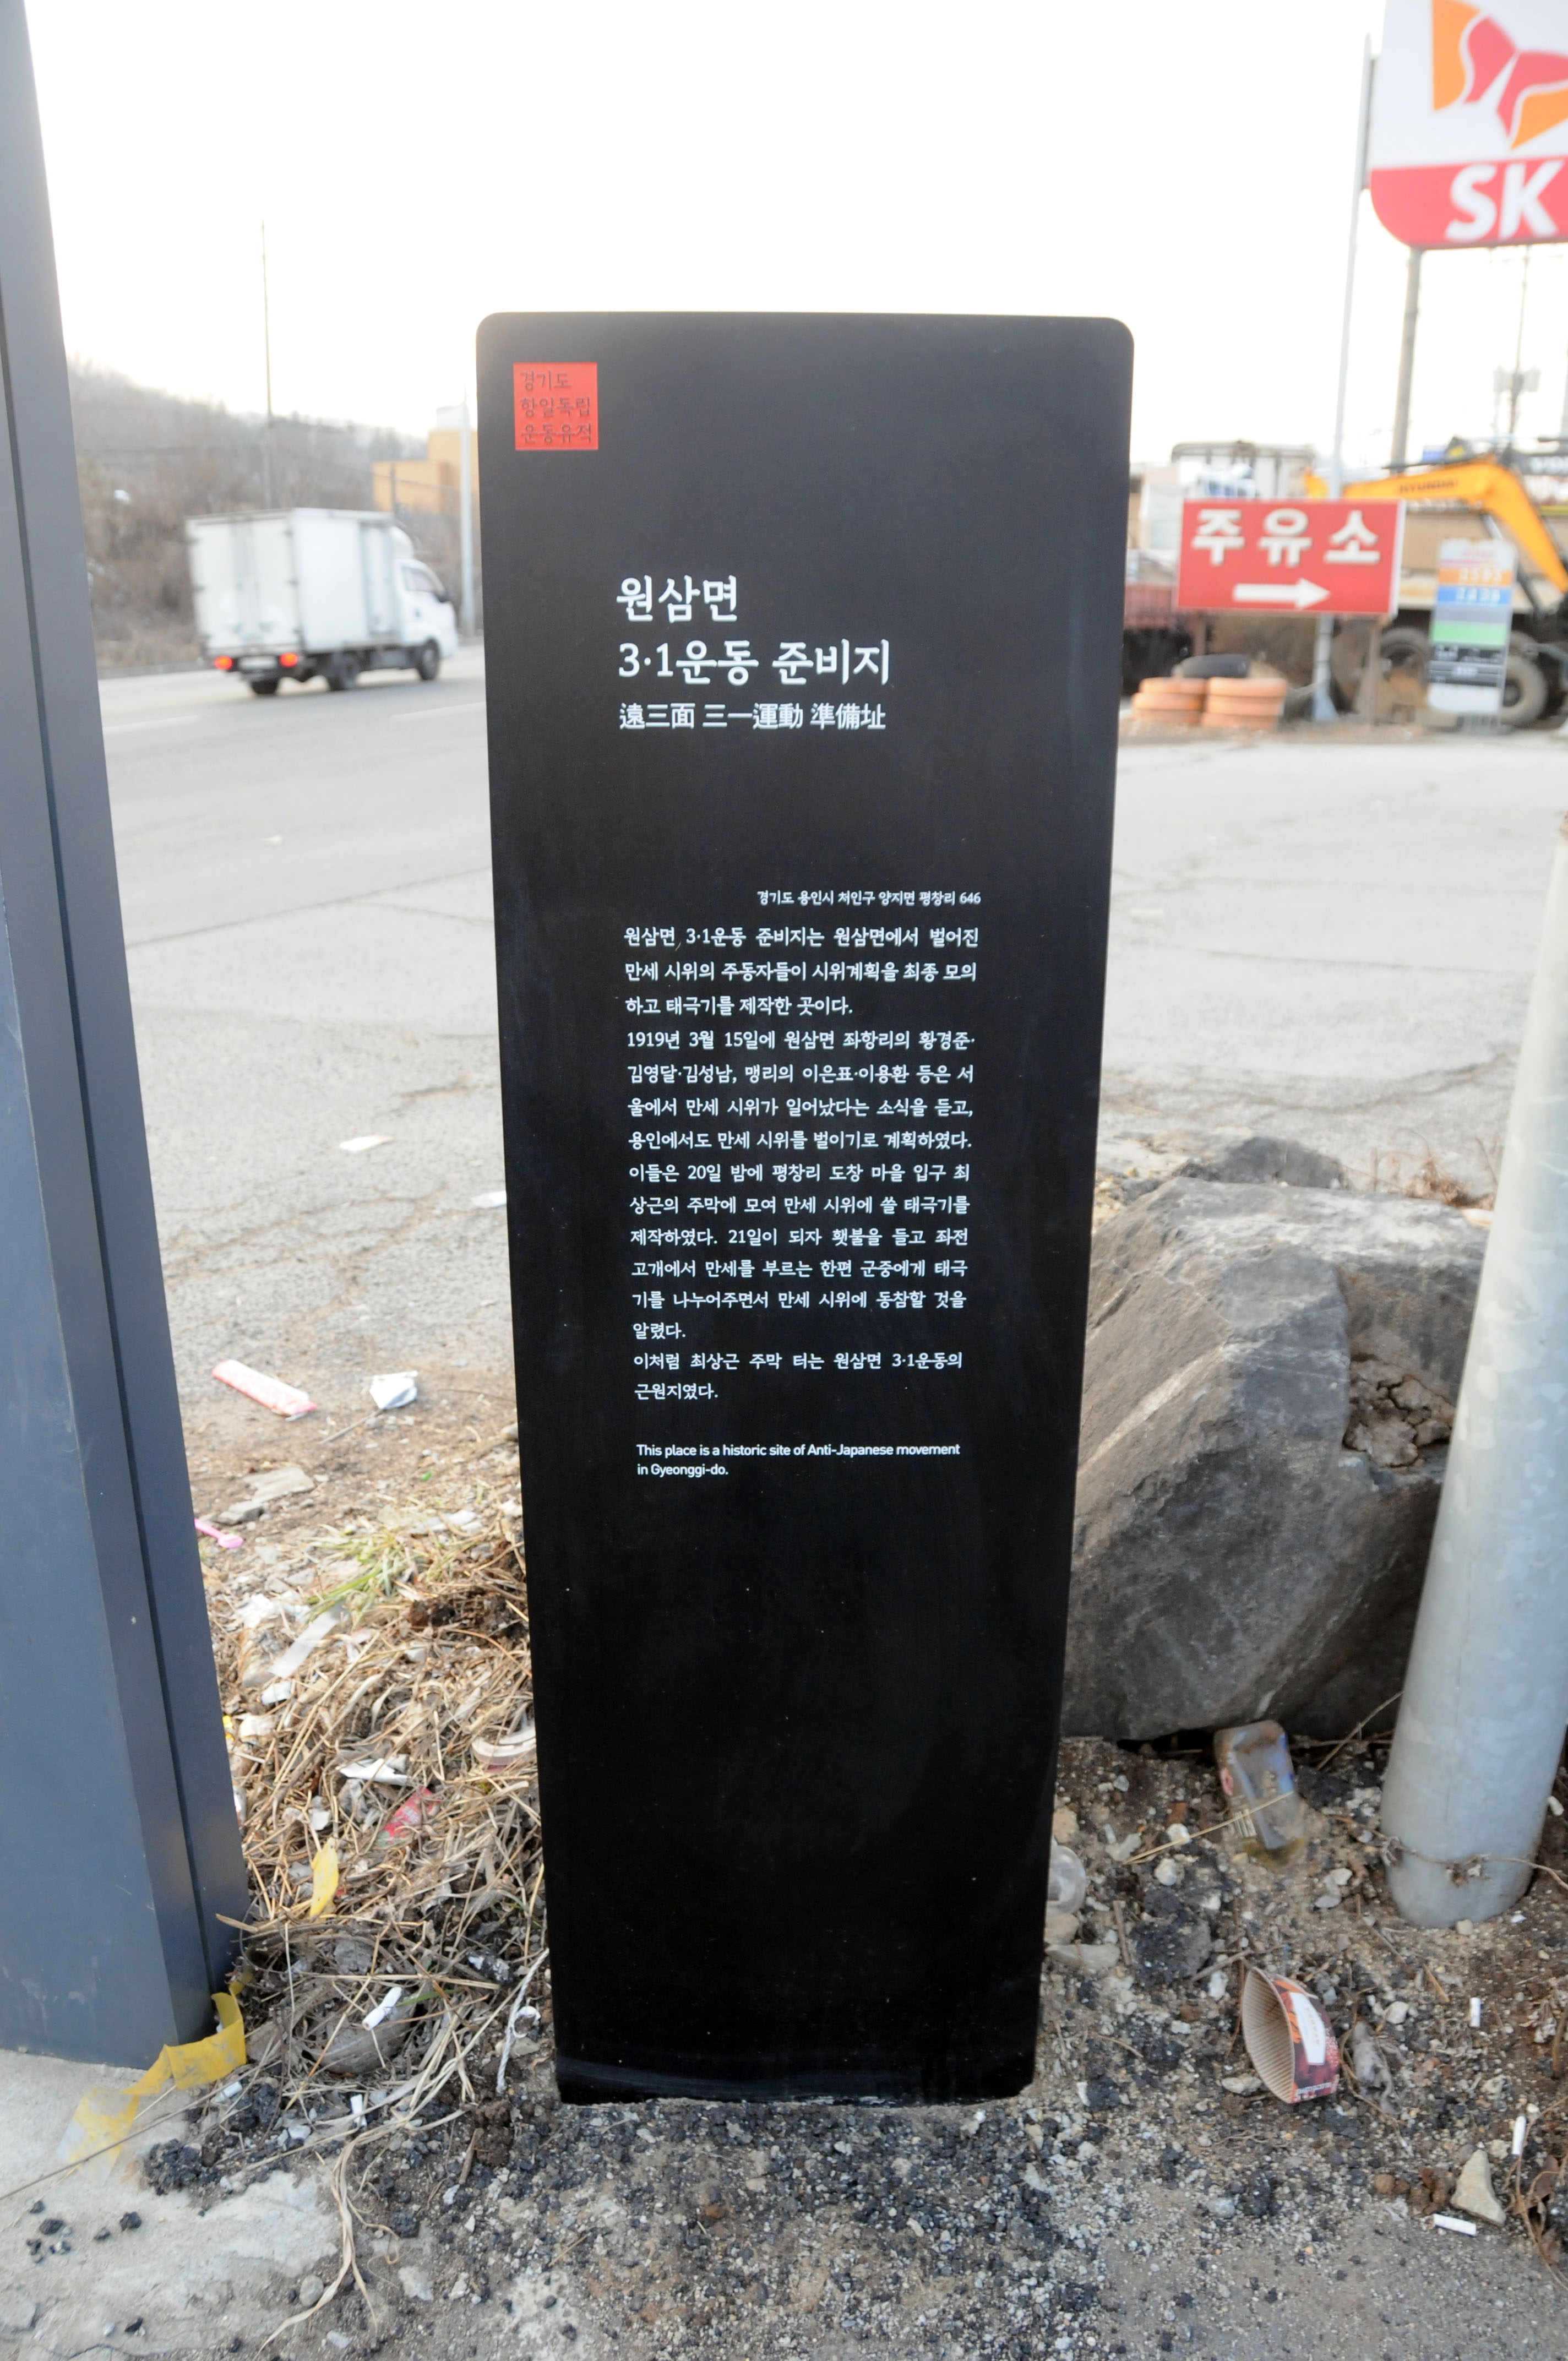 SK
경기도
항일독립
운동유적
HYUNDAI
주유소
원삼면
3·1운동 준비지
遠三面 三一運動 準備址
경기도 용인시 처인구 양지면 평창리 646
원삼면 3·1운동 준비지는 원삼면에서 벌어진
만세 시위의 주동자들이 시위계획을 최종 모의
하고 태극기를 제작한 곳이다.
1919년 3월 15일에 원삼면 좌항리의 황경준·
김영달·김성남, 맹리의 이은표·이용환 등은 서
울에서 만세 시위가 일어났다는 소식을 듣고,
용인에서도 만세 시위를 벌이기로 계획하였다.
이들은 20일 밤에 평창리 도창 마을 입구 최
상근의 주막에 모여 만세 시위에 쓸 태극기를
제작하였다. 21일이 되자 횃불을 들고 좌전
고개에서 만세를 부르는 한편 군중에게 태극
기를 나누어주면서 만세 시위에 동참할 것을
알렸다.
이처럼 최상근 주막 터는 원삼면 3·1운동의
근원지였다.
This place is a historic site of Anti-Japanese movement
in Gyeonggi-do.